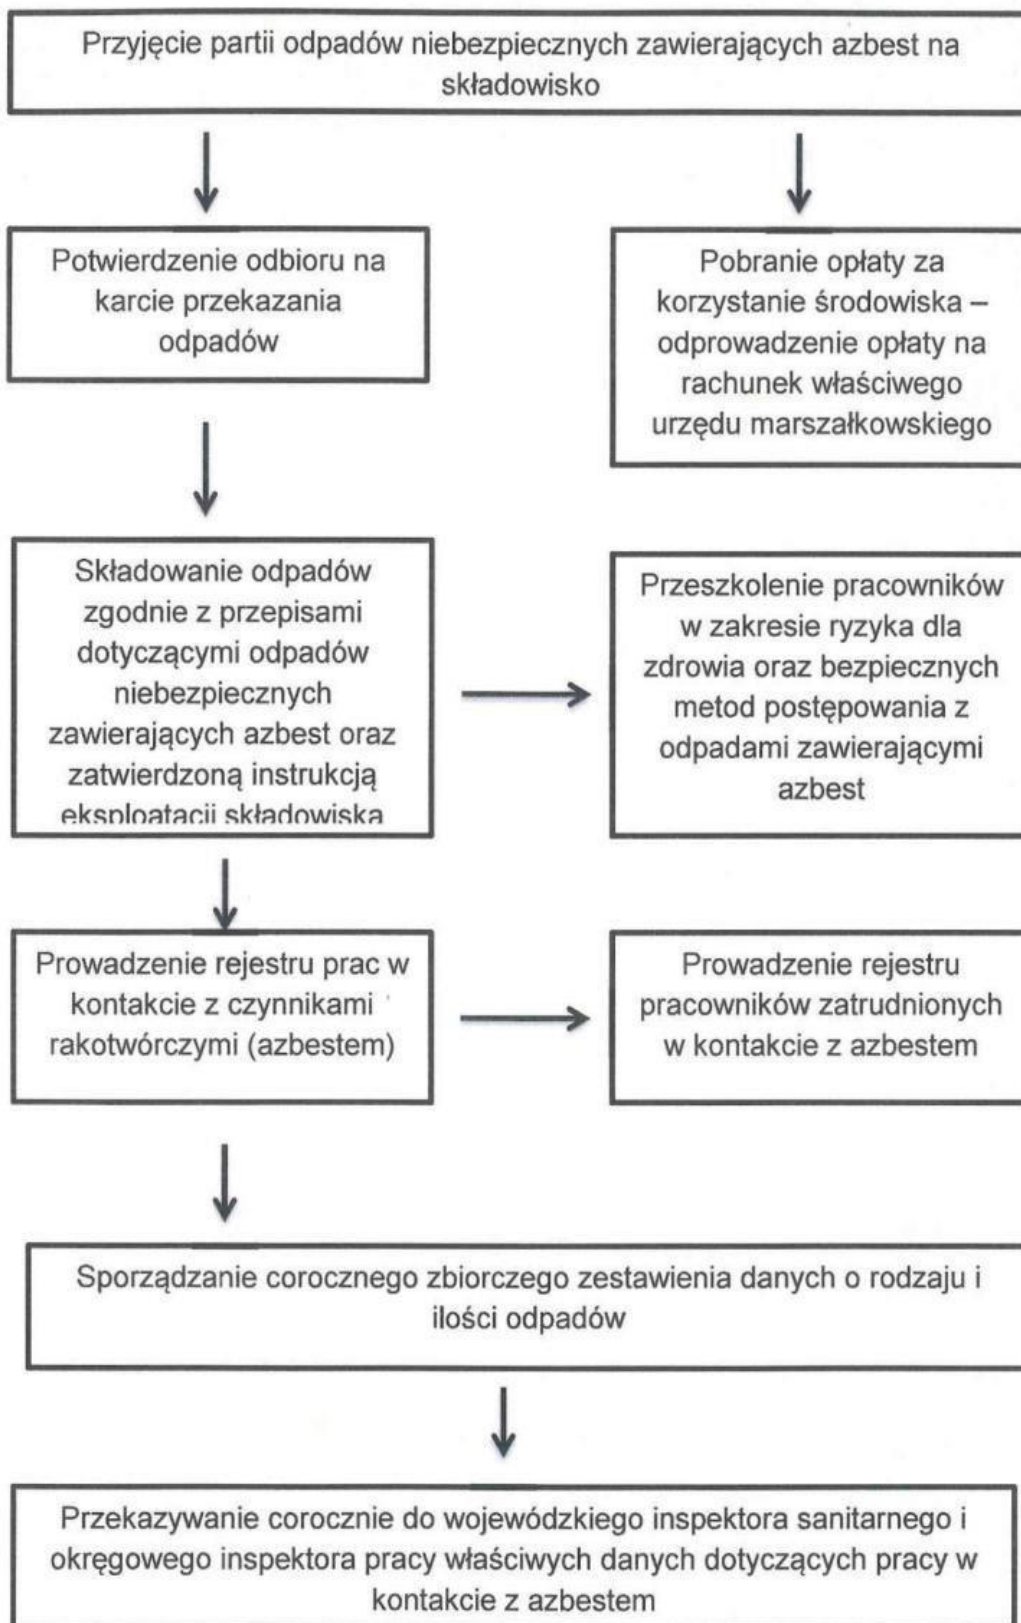 Przyjęcie partii odpadów niebezpiecznych zawierających azbest na
składowisko
Potwierdzenie odbioru na
karcie przekazania
odpadów
Pobranie opłaty za
korzystanie środowiska –
odprowadzenie opłaty na
rachunek właściwego
urzędu marszałkowskiego
Składowanie odpadów
zgodnie z przepisami
dotyczącymi odpadów
niebezpiecznych
zawierających azbest oraz
zatwierdzoną instrukcją
eksploatacji składowiska
Przeszkolenie pracowników
w zakresie ryzyka dla
zdrowia oraz bezpiecznych
metod postępowania z
odpadami zawierającymi
azbest
Prowadzenie rejestru prac w
kontakcie z czynnikami
rakotwórczymi (azbestem)
Prowadzenie rejestru
pracowników zatrudnionych
w kontakcie z azbestem
Sporządzanie corocznego zbiorczego zestawienia danych o rodzaju i
ilości odpadów
Przekazywanie corocznie do wojewódzkiego inspektora sanitarnego i
okręgowego inspektora pracy właściwych danych dotyczących pracy w
kontakcie z azbestem